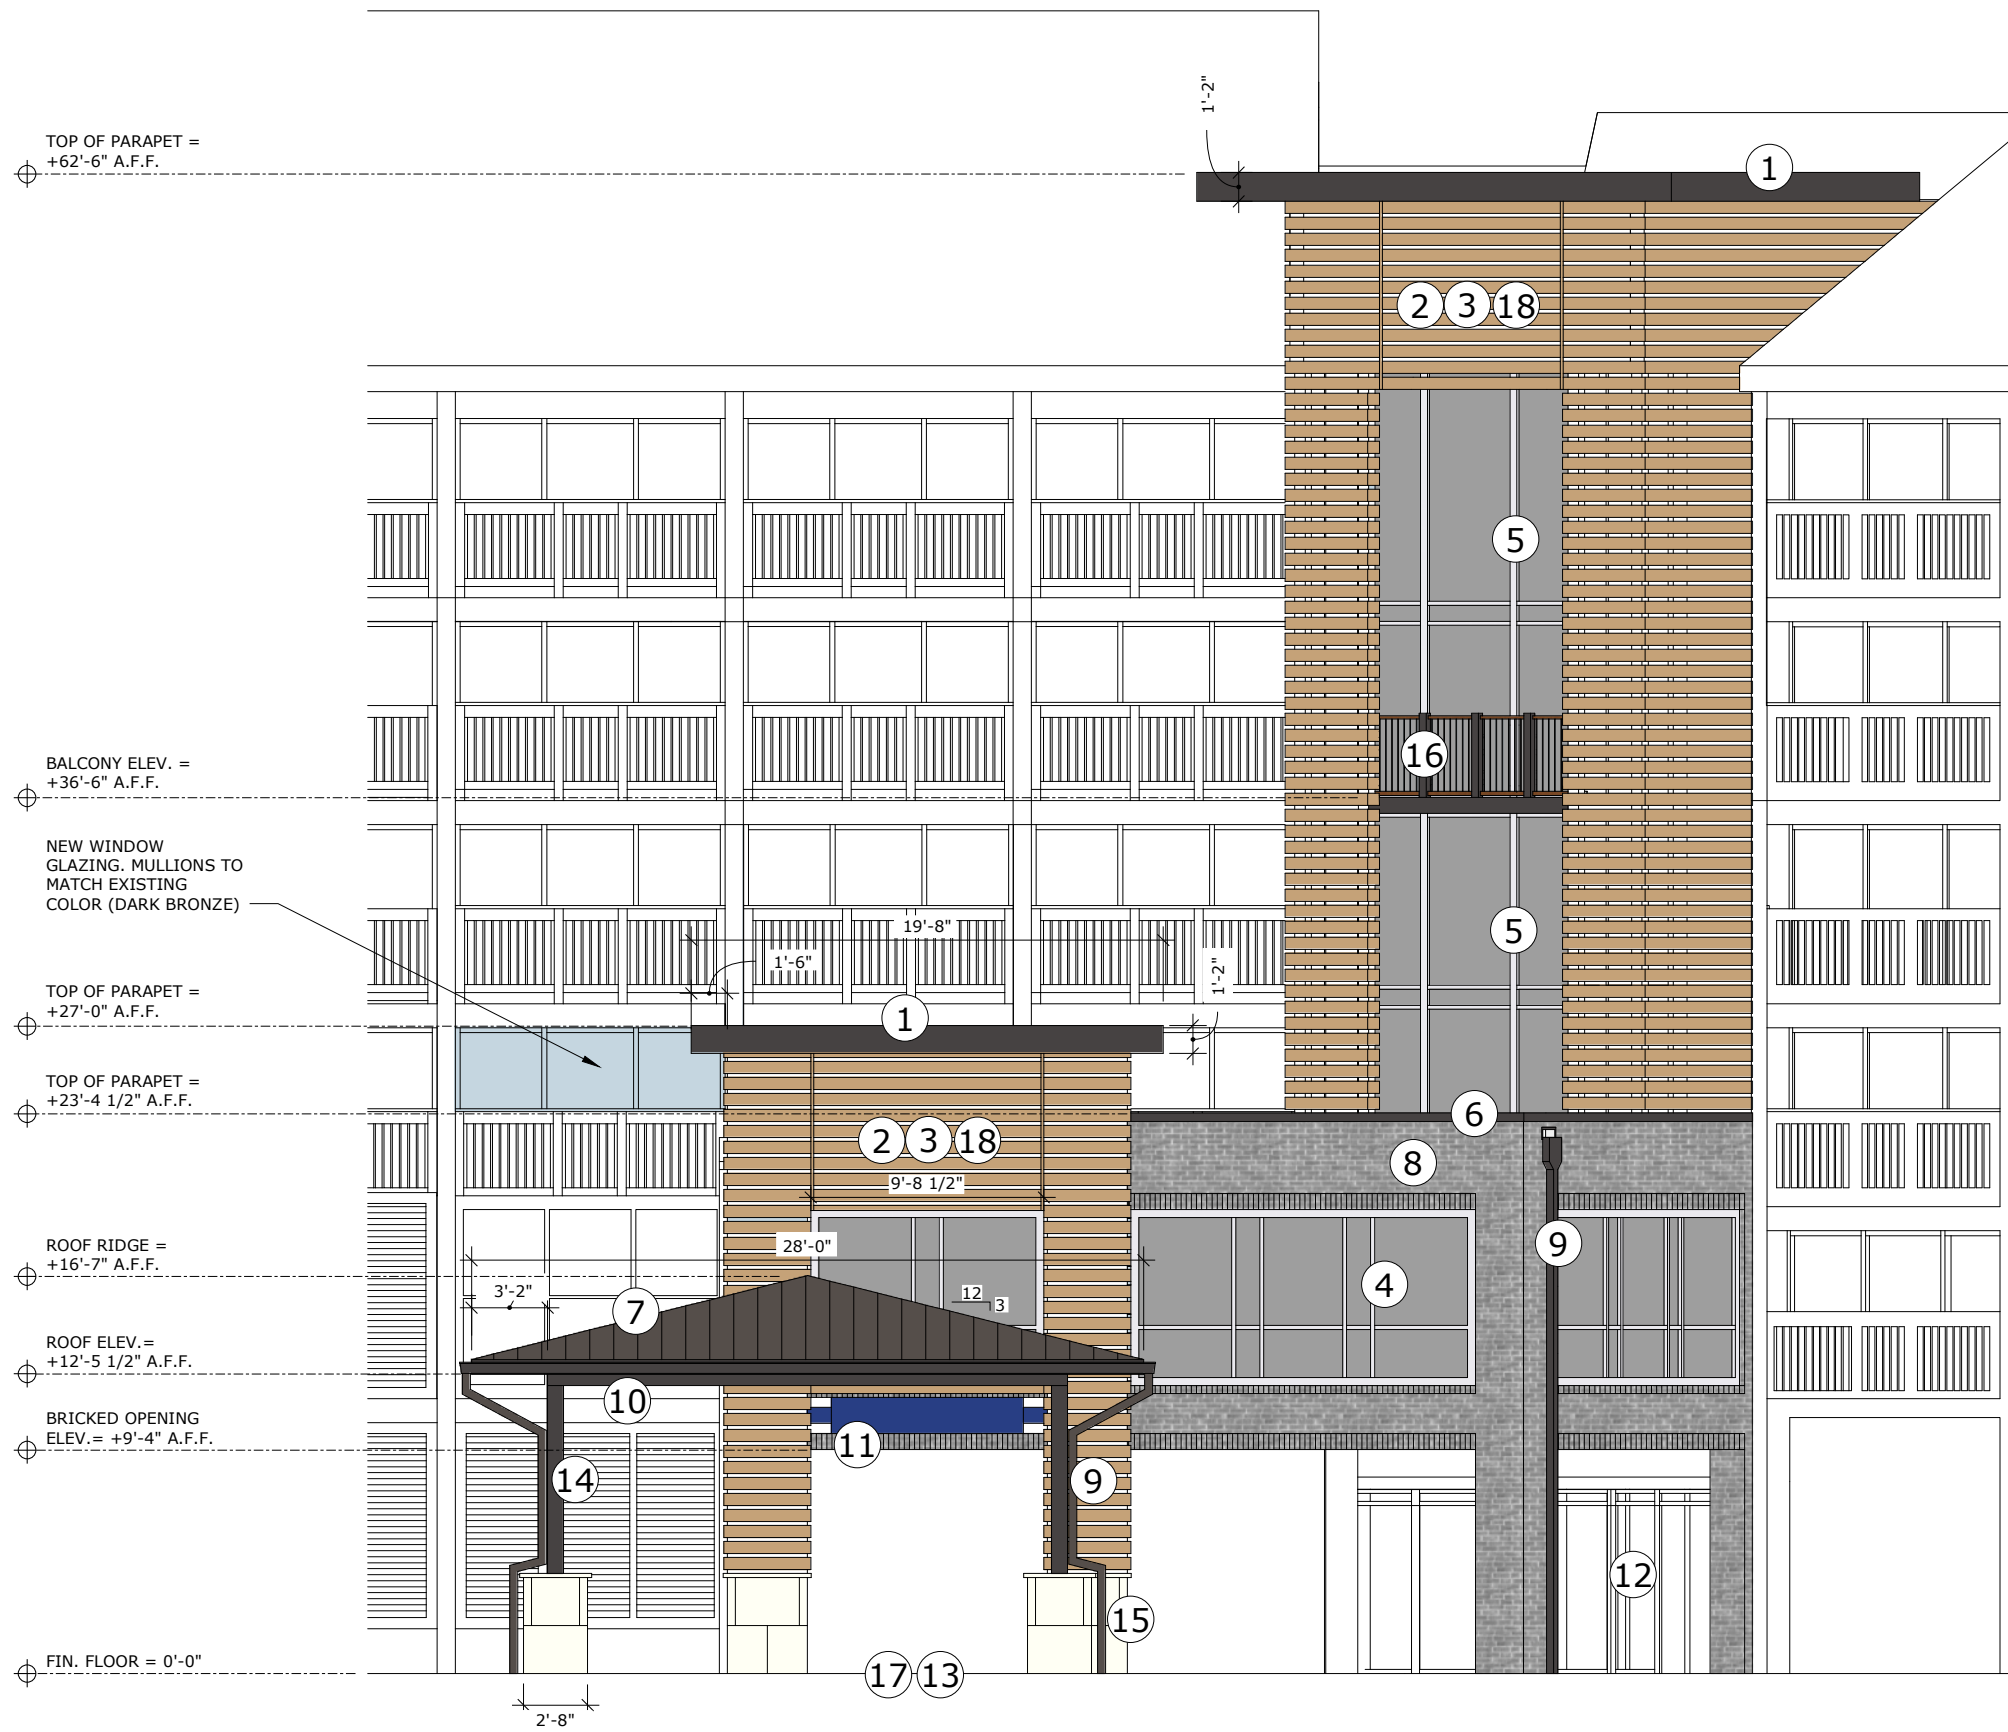 1'-2"
TOP OF PARAPET =
+62'-6" A.F.F.
1
2 3 18
5
BALCONY ELEV. =
+36'-6" A.F.F.
16
NEW WINDOW
GLAZING. MULLIONS TO
MATCH EXISTING
COLOR (DARK BRONZE)
19'-8"
5
1'-6"
1'-2"
TOP OF PARAPET =
+27'-0" A.F.F.
1
TOP OF PARAPET =
+23'-4 1/2" A.F.F.
6
2 3 18
8
9'-8 1/2"
ROOF RIDGE =
+16'-7" A.F.F.
28'-0"
9
3'-2"
12
3
4
7
ROOF ELEV.=
+12'-5 1/2" A.F.F.
10
BRICKED OPENING
ELEV.= +9'-4" A.F.F.
11
14
9
12
15
FIN. FLOOR = 0'-0"
17 13
2'-8"